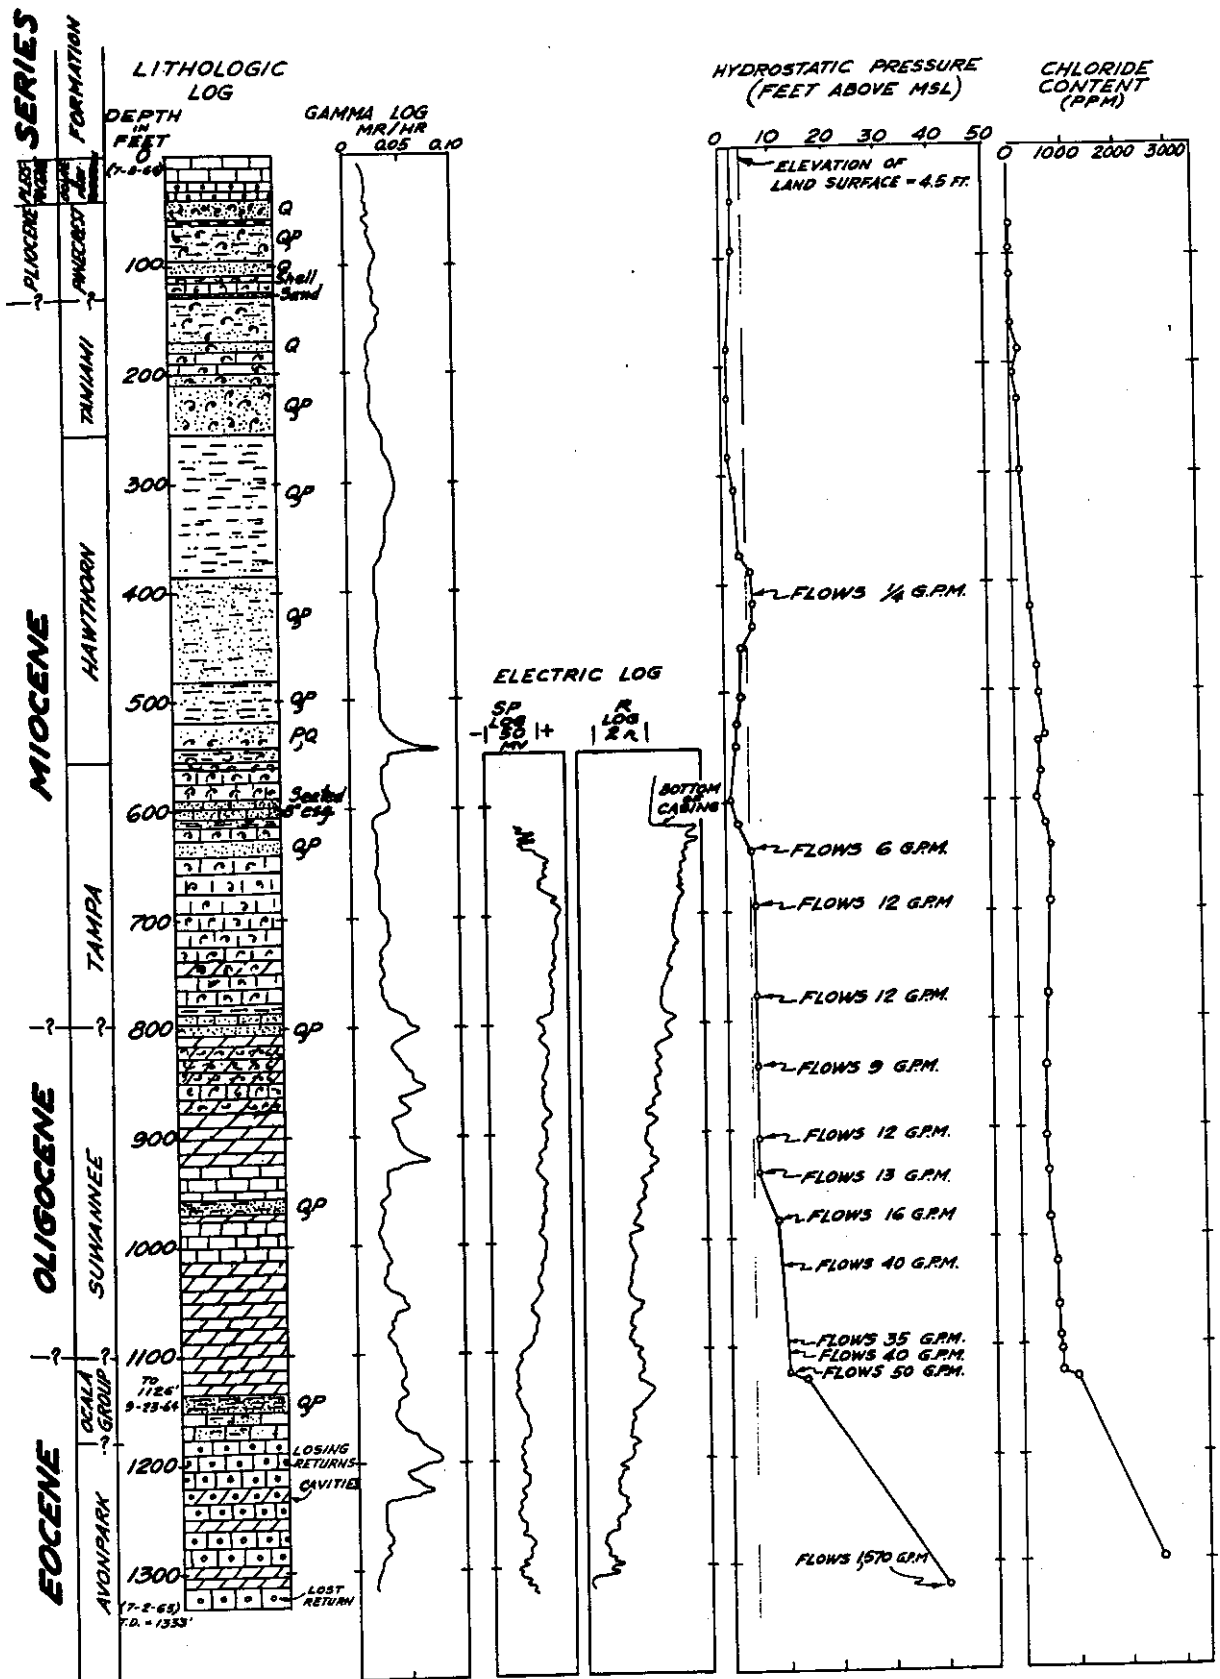 SERIES
FORMATION
LITHOLOGIC
LOG
DEPTH
IN
FEET
GAMMA LOG
MR/HR
0 0.05 0.10
HYDROSTATIC PRESSURE
(FEET ABOVE MSL)
0 10 20 30 40 50
CHLORIDE
CONTENT
(PPM)
0 1000 2000 3000
ELEVATION OF
LAND SURFACE = 4.5 FT.
0
PLIOCENE
PINECREST
Q
QP
100
Q
Shell
Sand
-?-
-?-
TAMIAMI
Q
200
QP
MIOCENE
HAWTHORN
300
QP
400
QP
FLOWS 1/4 G.P.M.
500
QP
P,Q
ELECTRIC LOG
SP
LOG
-| 50 |+
MV
R
LOG
BOTTOM
OF
CASING
Seated
600
QP
FLOWS 6 G.P.M.
TAMPA
700
FLOWS 12 G.P.M
FLOWS 12 G.P.M.
-?-
-?-
800
QP
FLOWS 9 G.P.M.
OLIGOCENE
SUWANNEE
900
FLOWS 12 G.P.M.
FLOWS 13 G.P.M.
QP
FLOWS 16 G.P.M
1000
FLOWS 40 G.P.M.
FLOWS 35 G.P.M.
FLOWS 40 G.P.M.
FLOWS 50 G.P.M.
-?-
-?-
1100
TO
1126'
9-23-64
OCALA
GROUP
QP
-?-
EOCENE
AVONPARK
LOSING
RETURNS
1200
CAVITIES
FLOWS 1,570 G.P.M
1300
LOST
RETURN
(7-2-65)
T.D. = 1333'